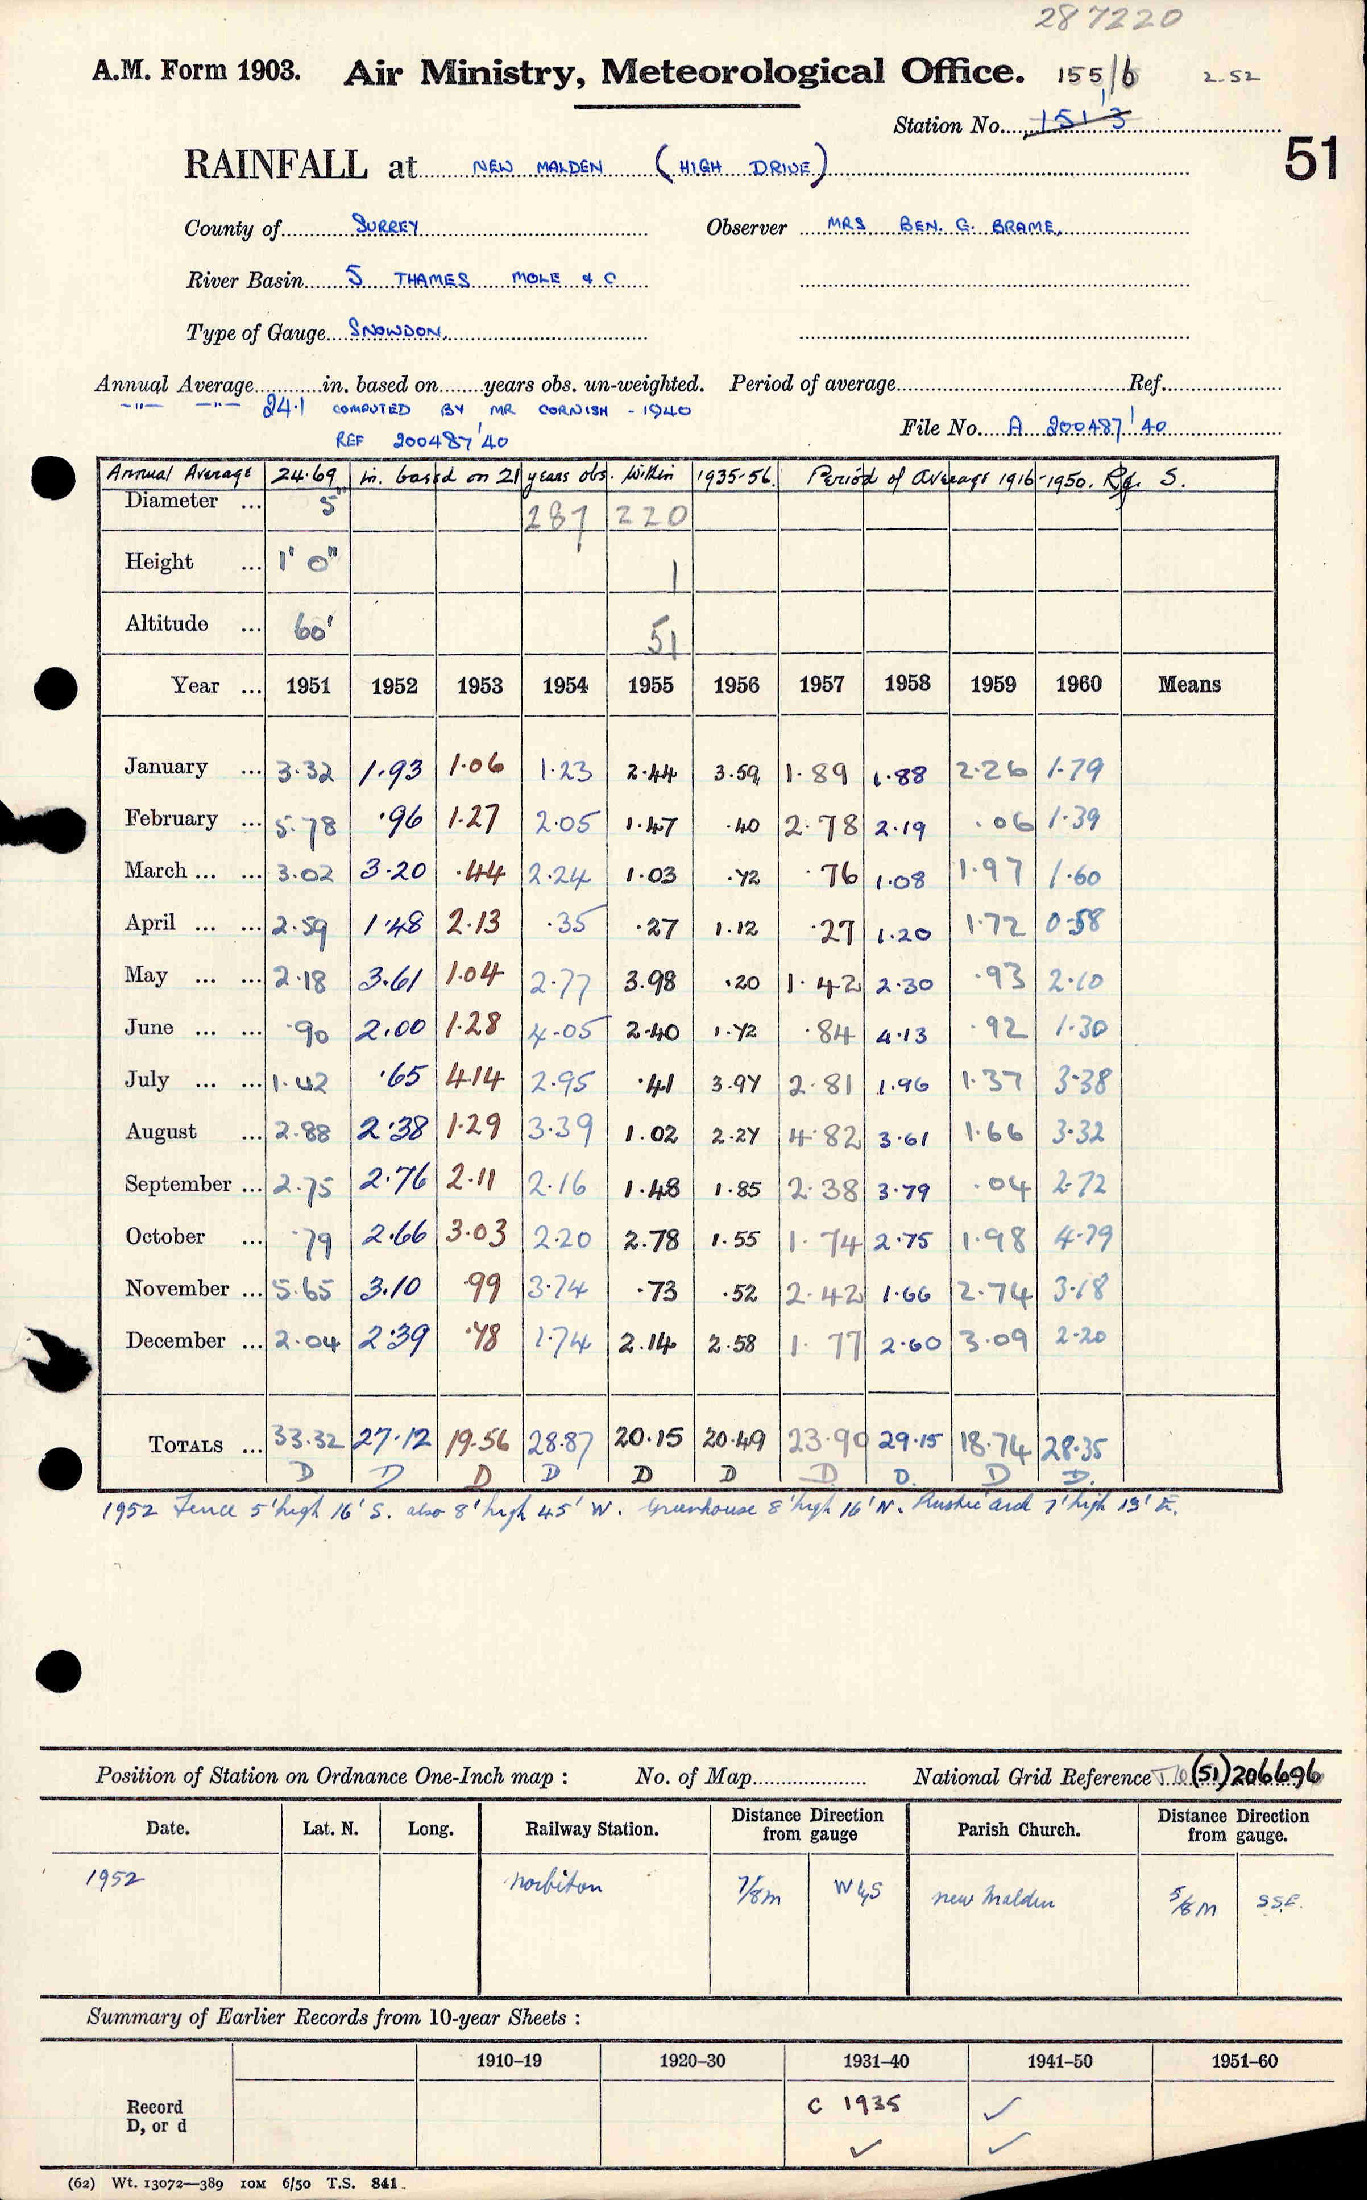 287220
A.M. Form 1903. Air Ministry, Meteorological Office. 155/6 2.52
Station No. 151/3
51
RAINFALL at NEW MALDEN (HIGH DRIVE)
County of SURREY Observer MRS BEN. G. BRAME.
River Basin 5 THAMES MOLE & C
Type of Gauge SNOWDON.
Annual Average in. based on years obs. un-weighted. Period of average Ref.
–"– –"– 24.1 COMPUTED BY MR CORNISH - 1940
REF 200487/40 File No. A 200487/40
Annual Average 24.69 in. based on 21 years obs. within 1935-56. Period of average 1916-1950. Ref. S.
Diameter ... 5" 287 220
Height ... 1' 0" 1
Altitude ... 60' 51
Year ... 1951 1952 1953 1954 1955 1956 1957 1958 1959 1960 Means
January ... 3.32 1.93 1.06 1.23 2.44 3.59 1.89 1.88 2.26 1.79
February ... 5.78 .96 1.27 2.05 1.47 .40 2.78 2.19 .06 1.39
March ... ... 3.02 3.20 .44 2.24 1.03 .72 .76 1.08 1.97 1.60
April ... ... 2.59 1.48 2.13 .35 .27 1.12 .27 1.20 1.72 0.58
May ... ... 2.18 3.61 1.04 2.77 3.98 .20 1.42 2.30 .93 2.10
June ... ... .90 2.00 1.28 4.05 2.40 1.72 .84 4.13 .92 1.30
July ... ... 1.42 .65 4.14 2.95 .41 3.97 2.81 1.96 1.37 3.38
August ... 2.88 2.38 1.29 3.39 1.02 2.27 4.82 3.61 1.66 3.32
September ... 2.75 2.76 2.11 2.16 1.48 1.85 2.38 3.79 .04 2.72
October ... .79 2.66 3.03 2.20 2.78 1.55 1.74 2.75 1.98 4.79
November ... 5.65 3.10 .99 3.74 .73 .52 2.42 1.66 2.74 3.18
December ... 2.04 2.39 .78 1.74 2.14 2.58 1.77 2.60 3.09 2.20
TOTALS ... 33.32 27.12 19.56 28.87 20.15 20.49 23.90 29.15 18.74 28.35
D D D D D D D D. D D.
1952 Fence 5' high 16' S. also 8' high 45' W. Greenhouse 8' high 16' N. Rustic arch 7' high 13' E.
Position of Station on Ordnance One-Inch map : No. of Map National Grid Reference (51)206696
Date. Lat. N. Long. Railway Station. Distance Direction from gauge Parish Church. Distance Direction from gauge.
1952 Norbiton 7/8m W by S New Malden 5/8M SSE.
Summary of Earlier Records from 10-year Sheets :
1910–19 1920–30 1931–40 1941–50 1951–60
Record C 1935 ✓
D, or d ✓ ✓
(62) Wt. 13072—389 10M 6/50 T.S. 841.